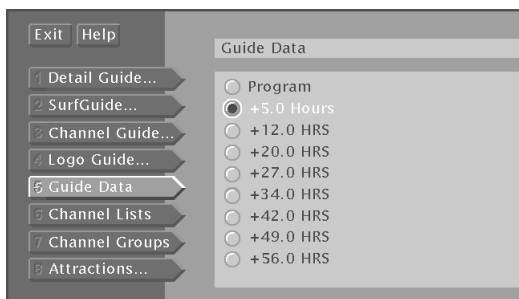 Exit Help
Guide Data
1 Detail Guide...
2 SurfGuide...
3 Channel Guide...
4 Logo Guide...
5 Guide Data
6 Channel Lists
7 Channel Groups
8 Attractions...
Program
+5.0 Hours
+12.0 HRS
+20.0 HRS
+27.0 HRS
+34.0 HRS
+42.0 HRS
+49.0 HRS
+56.0 HRS